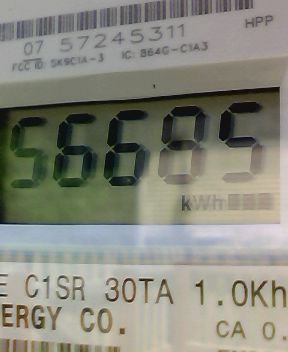 HPP
07 57245311
FCC ID: SK9C1A-3 IC: 864G-C1A3
56685
kWh
E C1SR 30TA 1.0Kh
ERGY CO.
CA 0.